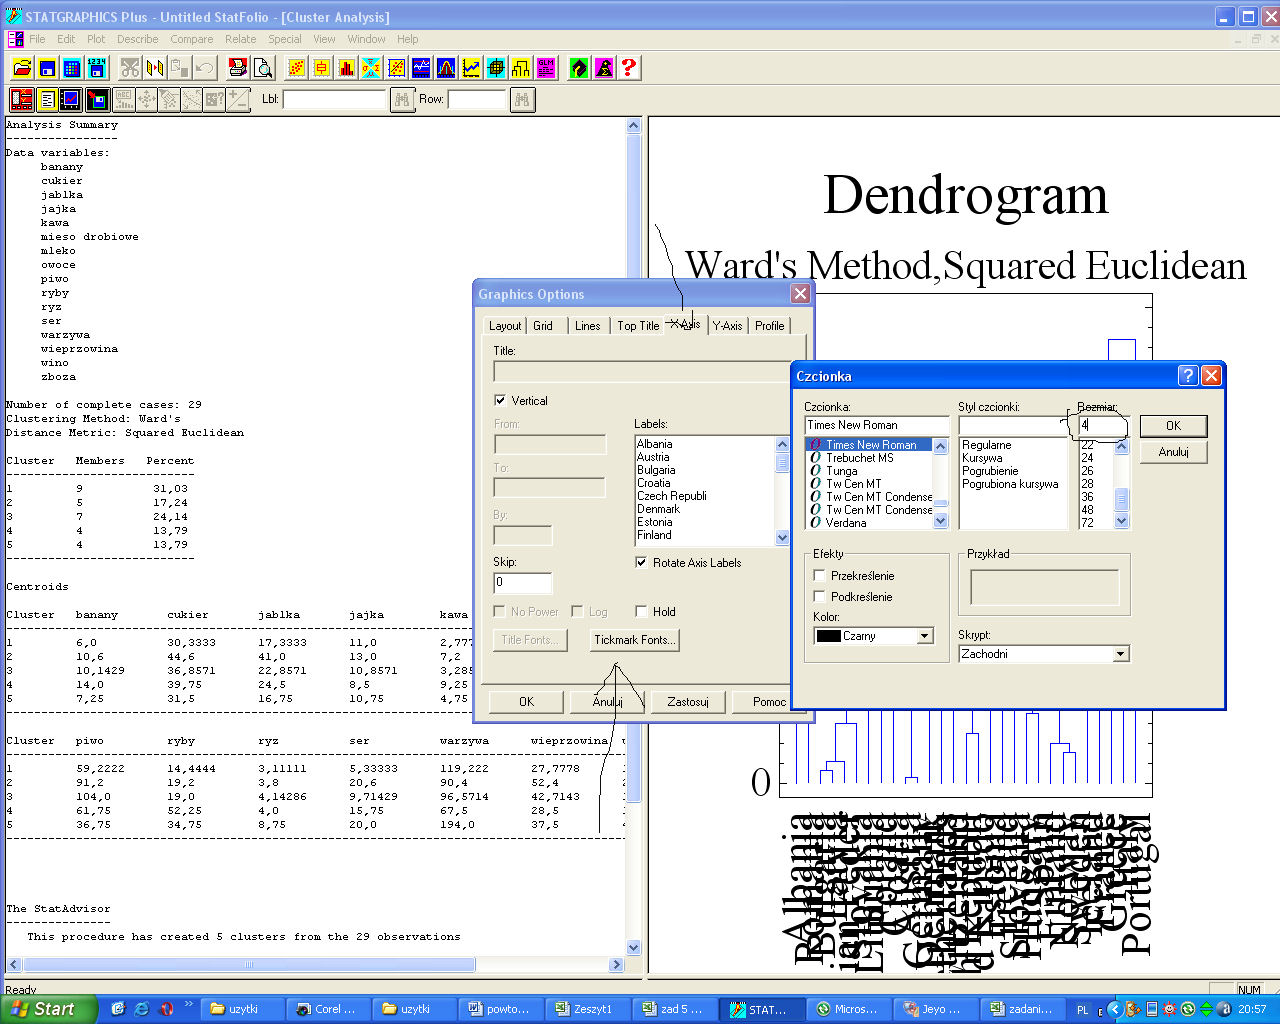 STATGRAPHICS Plus - Untitled StatFolio - [Cluster Analysis]
File Edit Plot Describe Compare Relate Special View Window Help
Lbl: Row:
Analysis Summary
Data variables:
banany
cukier
jablka
jajka
kawa
mieso drobiowe
mleko
owoce
piwo
ryby
ryz
ser
warzywa
wieprzowina
wino
zboza
Number of complete cases: 29
Clustering Method: Ward's
Distance Metric: Squared Euclidean
Cluster Members Percent
1 9 31,03
2 5 17,24
3 7 24,14
4 4 13,79
5 4 13,79
Centroids
Cluster banany cukier jablka jajka kawa
1 6,0 30,3333 17,3333 11,0 2,777
2 10,6 44,6 41,0 13,0 7,2
3 10,1429 36,8571 22,8571 10,8571 3,285
4 14,0 39,75 24,5 8,5 9,25
5 7,25 31,5 16,75 10,75 4,75
Cluster piwo ryby ryz ser warzywa wieprzowina
1 59,2222 14,4444 3,11111 5,33333 119,222 27,7778
2 91,2 19,2 3,8 20,6 90,4 52,4
3 104,0 19,0 4,14286 9,71429 96,5714 42,7143
4 61,75 52,25 4,0 15,75 67,5 28,5
5 36,75 34,75 8,75 20,0 194,0 37,5
The StatAdvisor
This procedure has created 5 clusters from the 29 observations
Ready
Dendrogram
Ward's Method,Squared Euclidean
0
Portugal
Graphics Options
Layout Grid Lines Top Title X-Axis Y-Axis Profile
Title:
Vertical
From:
To:
By:
Skip:
0
No Power Log
Title Fonts...
Labels:
Albania
Austria
Bulgaria
Croatia
Czech Republi
Denmark
Estonia
Finland
Rotate Axis Labels
Hold
Tickmark Fonts...
OK Anuluj Zastosuj Pomoc
Czcionka
Czcionka:
Times New Roman
Times New Roman
Trebuchet MS
Tunga
Tw Cen MT
Tw Cen MT Condense
Tw Cen MT Condense
Verdana
Styl czcionki:
Regularne
Kursywa
Pogrubienie
Pogrubiona kursywa
Rozmiar:
4
22
24
26
28
36
48
72
OK
Anuluj
Efekty
Przekreślenie
Podkreślenie
Kolor:
Czarny
Przykład
Skrypt:
Zachodni
NUM
Start uzytki Corel ... uzytki powto... Zeszyt1 zad 5 ... STAT... Micros... Jeyo ... zadani... PL 20:57